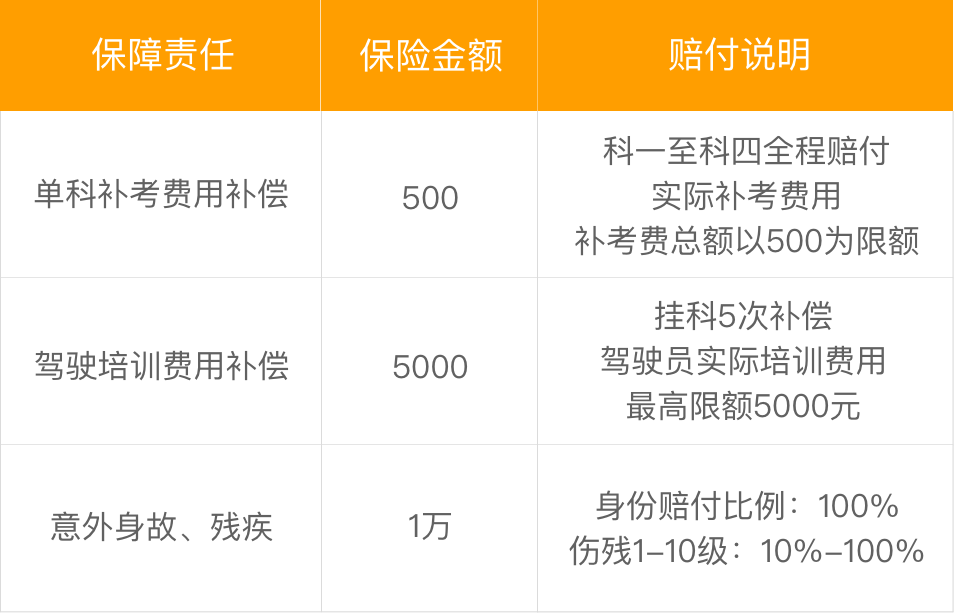 保障责任
保险金额
赔付说明
单科补考费用补偿
500
科一至科四全程赔付
实际补考费用
补考费总额以500为限额
驾驶培训费用补偿
5000
挂科5次补偿
驾驶员实际培训费用
最高限额5000元
意外身故、残疾
1万
身份赔付比例：100%
伤残1-10级：10%-100%